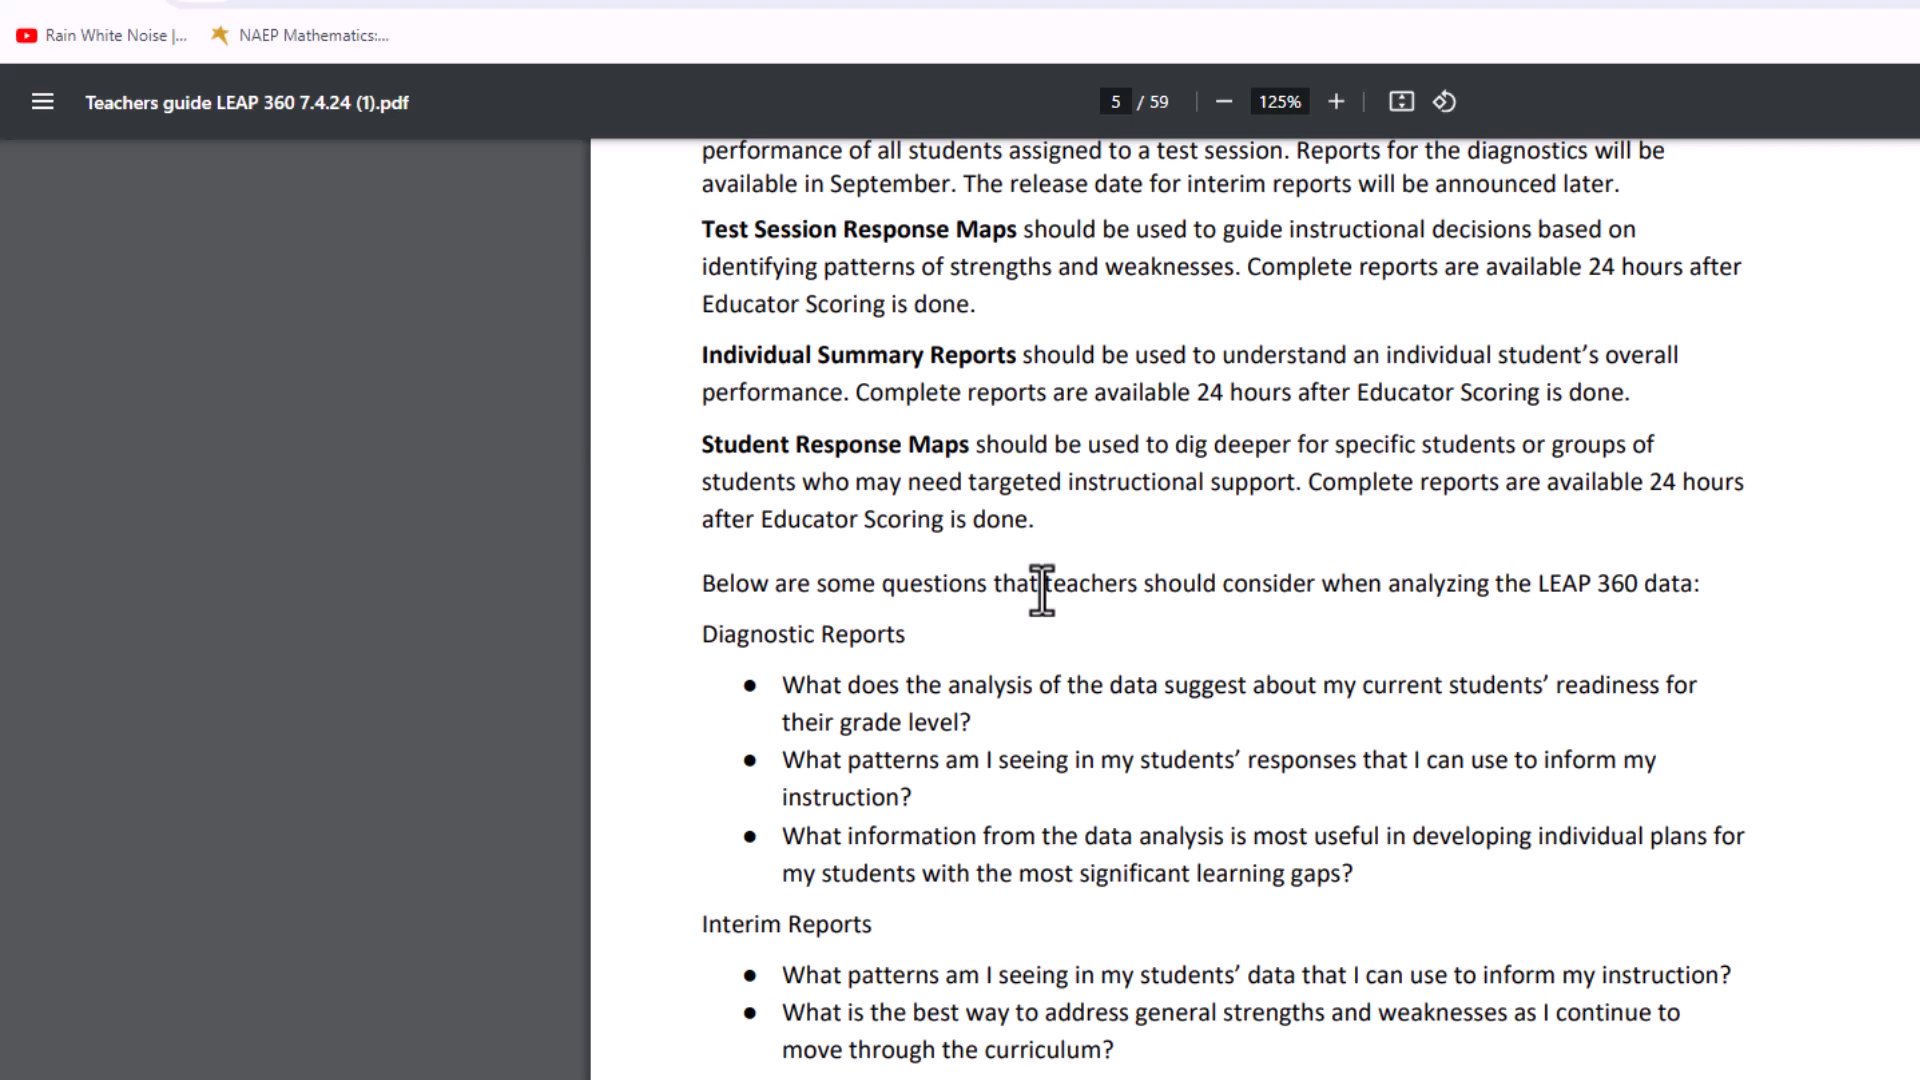 Rain White Noise |...
NAEP Mathematics:...
Teachers guide LEAP 360 7.4.24 (1).pdf
5 / 59
125%
performance of all students assigned to a test session. Reports for the diagnostics will be
available in September. The release date for interim reports will be announced later.
Test Session Response Maps should be used to guide instructional decisions based on
identifying patterns of strengths and weaknesses. Complete reports are available 24 hours after
Educator Scoring is done.
Individual Summary Reports should be used to understand an individual student’s overall
performance. Complete reports are available 24 hours after Educator Scoring is done.
Student Response Maps should be used to dig deeper for specific students or groups of
students who may need targeted instructional support. Complete reports are available 24 hours
after Educator Scoring is done.
Below are some questions that teachers should consider when analyzing the LEAP 360 data:
Diagnostic Reports
● What does the analysis of the data suggest about my current students’ readiness for
their grade level?
● What patterns am I seeing in my students’ responses that I can use to inform my
instruction?
● What information from the data analysis is most useful in developing individual plans for
my students with the most significant learning gaps?
Interim Reports
● What patterns am I seeing in my students’ data that I can use to inform my instruction?
● What is the best way to address general strengths and weaknesses as I continue to
move through the curriculum?